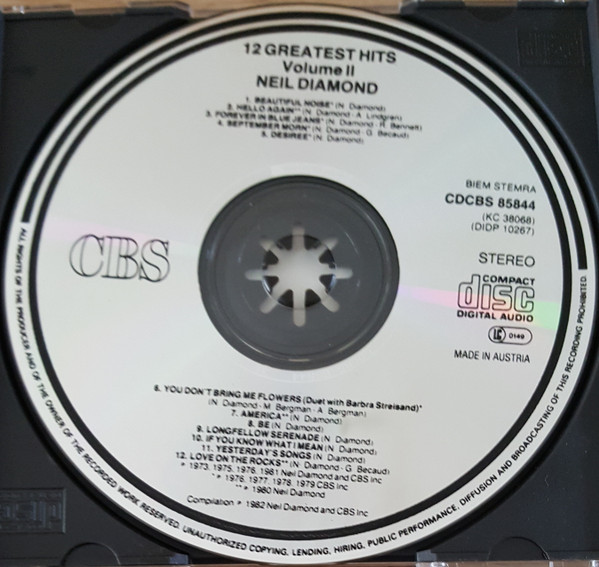 12 GREATEST HITS
Volume II
NEIL DIAMOND
1. BEAUTIFUL NOISE* (N. Diamond)
2. HELLO AGAIN** (N. Diamond - A. Lindgren)
3. FOREVER IN BLUE JEANS* (N. Diamond - R. Bennett)
4. SEPTEMBER MORN* (N. Diamond - G. Becaud)
5. DESIREE* (N. Diamond)
BIEM STEMRA
CDCBS 85844
(KC 38068)
(DIDP 10267)
CBS
STEREO
COMPACT
disc
DIGITAL AUDIO
LC 0149
MADE IN AUSTRIA
6. YOU DON'T BRING ME FLOWERS (Duet with Barbra Streisand)*
(N. Diamond - M. Bergman - A. Bergman)
7. AMERICA** (N. Diamond)
8. BE (N. Diamond)
9. LONGFELLOW SERENADE (N. Diamond)
10. IF YOU KNOW WHAT I MEAN (N. Diamond)
11. YESTERDAY'S SONGS (N. Diamond)
12. LOVE ON THE ROCKS** (N. Diamond - G. Becaud)
℗ 1973, 1975, 1976, 1981 Neil Diamond and CBS Inc
* ℗ 1976, 1977, 1978, 1979 CBS Inc
** ℗ 1980 Neil Diamond
Compilation ℗ 1982 Neil Diamond and CBS Inc
ALL RIGHTS OF THE PRODUCER AND OF THE OWNER OF THE RECORDED WORK RESERVED. UNAUTHORIZED COPYING, LENDING, HIRING, PUBLIC PERFORMANCE, DIFFUSION AND BROADCASTING OF THIS RECORDING PROHIBITED.